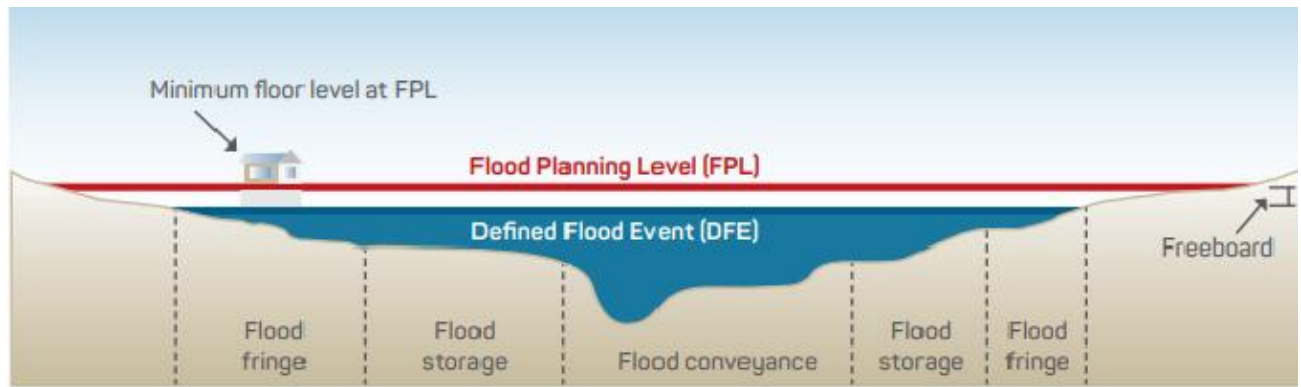 Minimum floor level at FPL
Flood Planning Level (FPL)
Defined Flood Event (DFE)
Freeboard
Flood
fringe
Flood
storage
Flood conveyance
Flood
storage
Flood
fringe